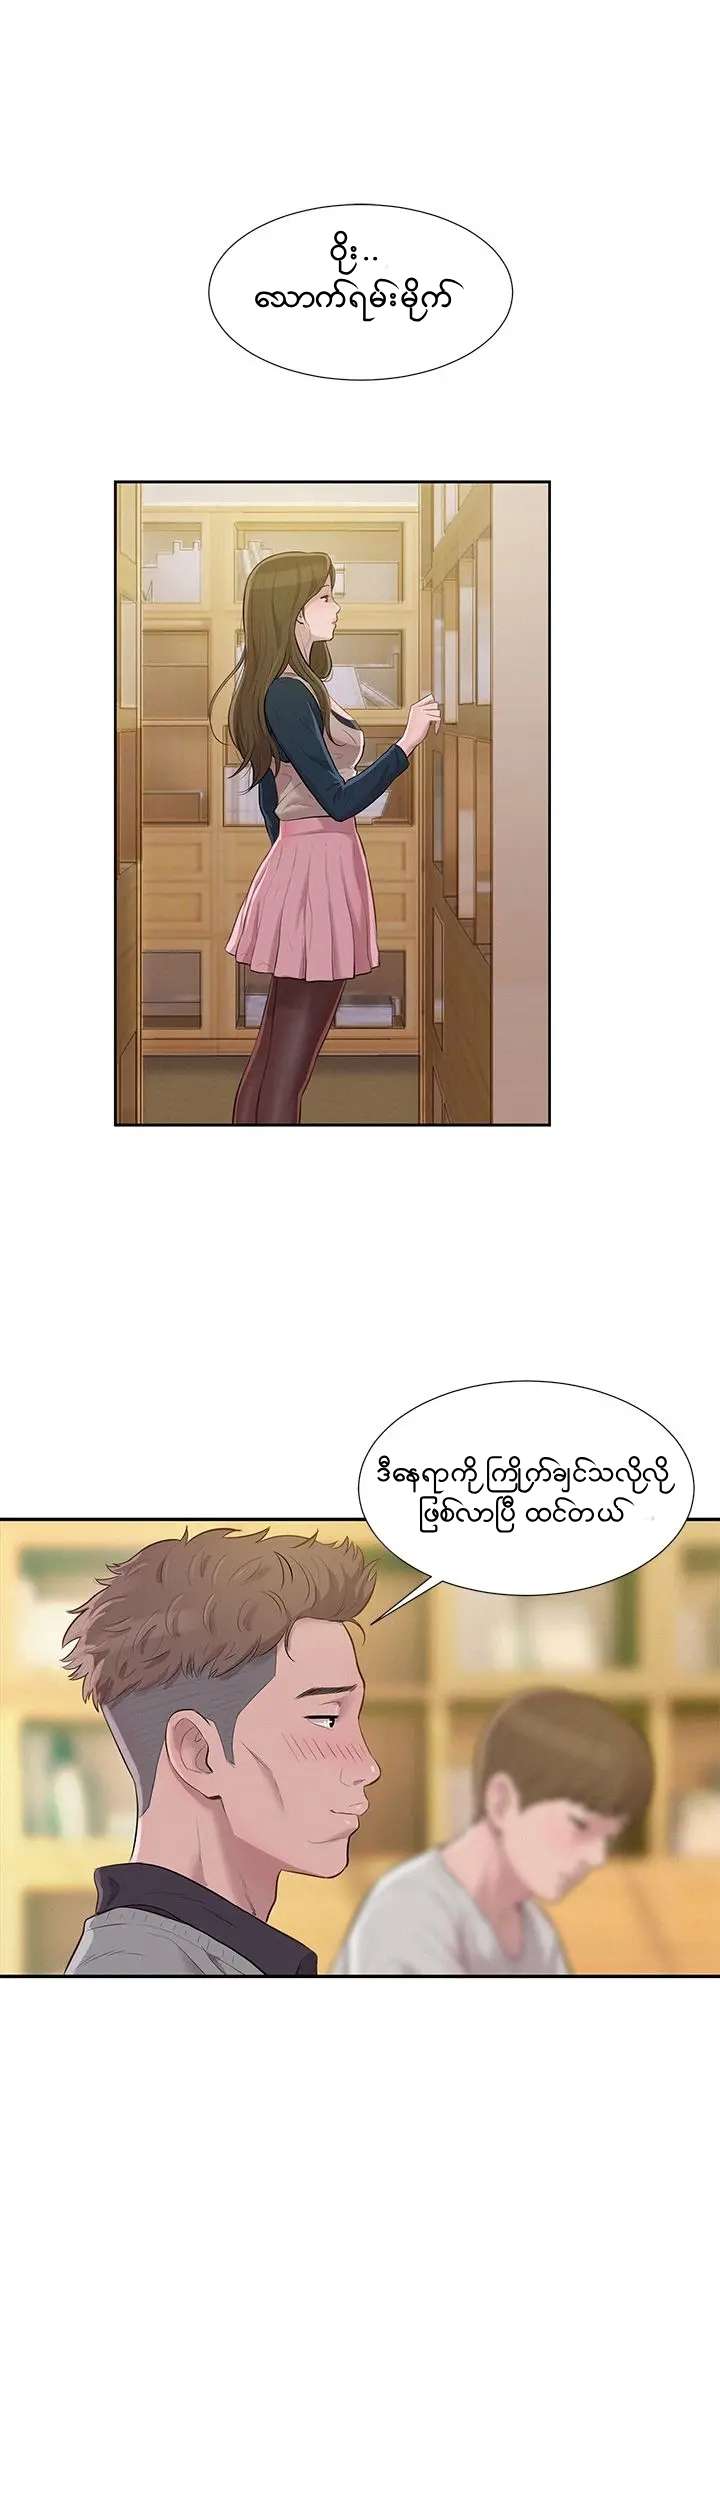 ဝိုး..
သောက်ရမ်းမိုက်
ဒီနေရာကို ကြိုက်ချင်သလိုလို
ဖြစ်လာပြီ ထင်တယ်